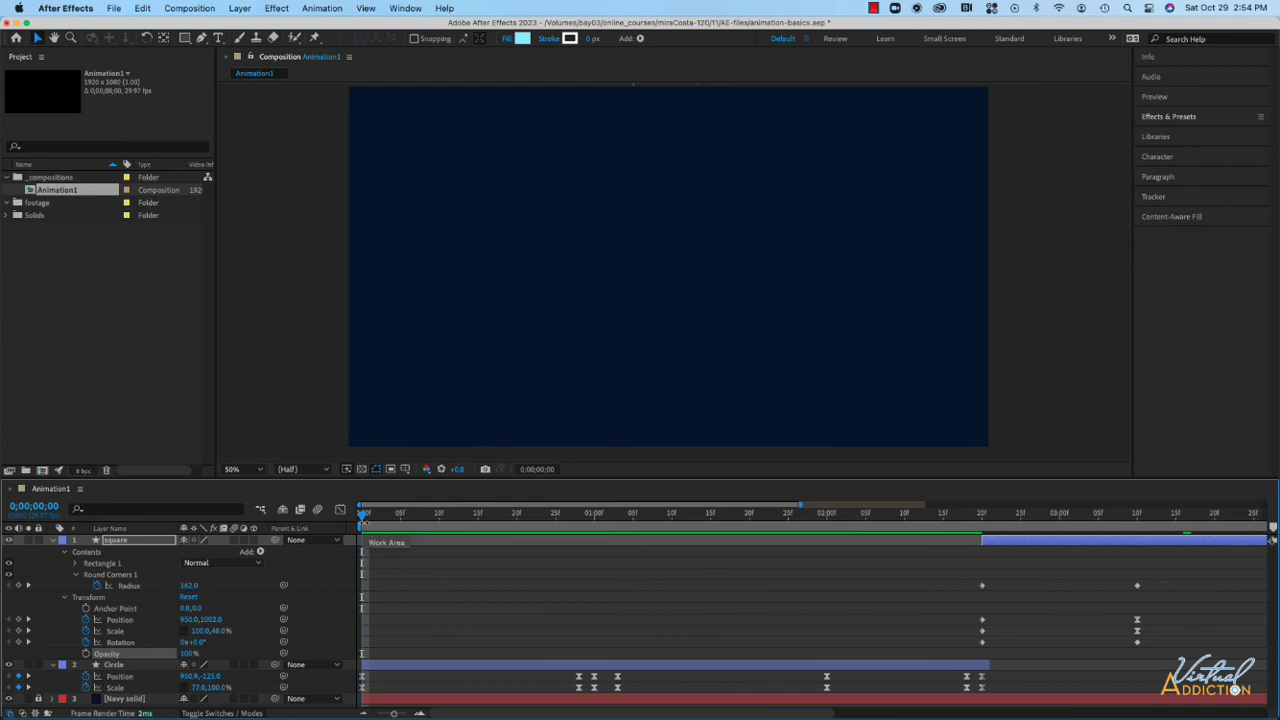 After Effects File Edit Composition Layer Effect Animation View Window Help Sat Oct 29 2:54 PM
Adobe After Effects 2023 - /Volumes/bay03/online_courses/miraCosta-120/11/AE-files/animation-basics.aep *
Snapping Fill: Stroke: 0 px Add: Default Review Learn Small Screen Standard Libraries Search Help
Project Composition Animation1 Info
Animation1 Animation1
1920 x 1080 (1.00)
Δ 0;00;08;00, 29.97 fps
Audio
Preview
Effects & Presets
Libraries
Character
Paragraph
Tracker
Content-Aware Fill
Name Type Video Inf
_compositions Folder
Animation1 Composition 192
footage Folder
Solids Folder
8 bpc 50% (Half) +0.0 0;00;00;00
Animation1
0;00;00;00
00000 (29.97 fps)
00f 05f 10f 15f 20f 25f 01:00f 05f 10f 15f 20f 25f 02:00f 05f 10f 15f 20f 25f 03:00f 05f 10f 15f 20f 25f
# Layer Name Parent & Link
1 square None
Work Area
Contents Add:
Rectangle 1 Normal
Round Corners 1
Radius 162.0
Transform Reset
Anchor Point 0.0,0.0
Position 950.0,1002.0
Scale 100.0,48.0%
Rotation 0x+0.0°
Opacity 100%
2 Circle None
Position 950.9,-125.0
Scale 77.0,100.0%
3 [Navy solid] None
Frame Render Time 2ms Toggle Switches / Modes
Virtual
ADDICTION